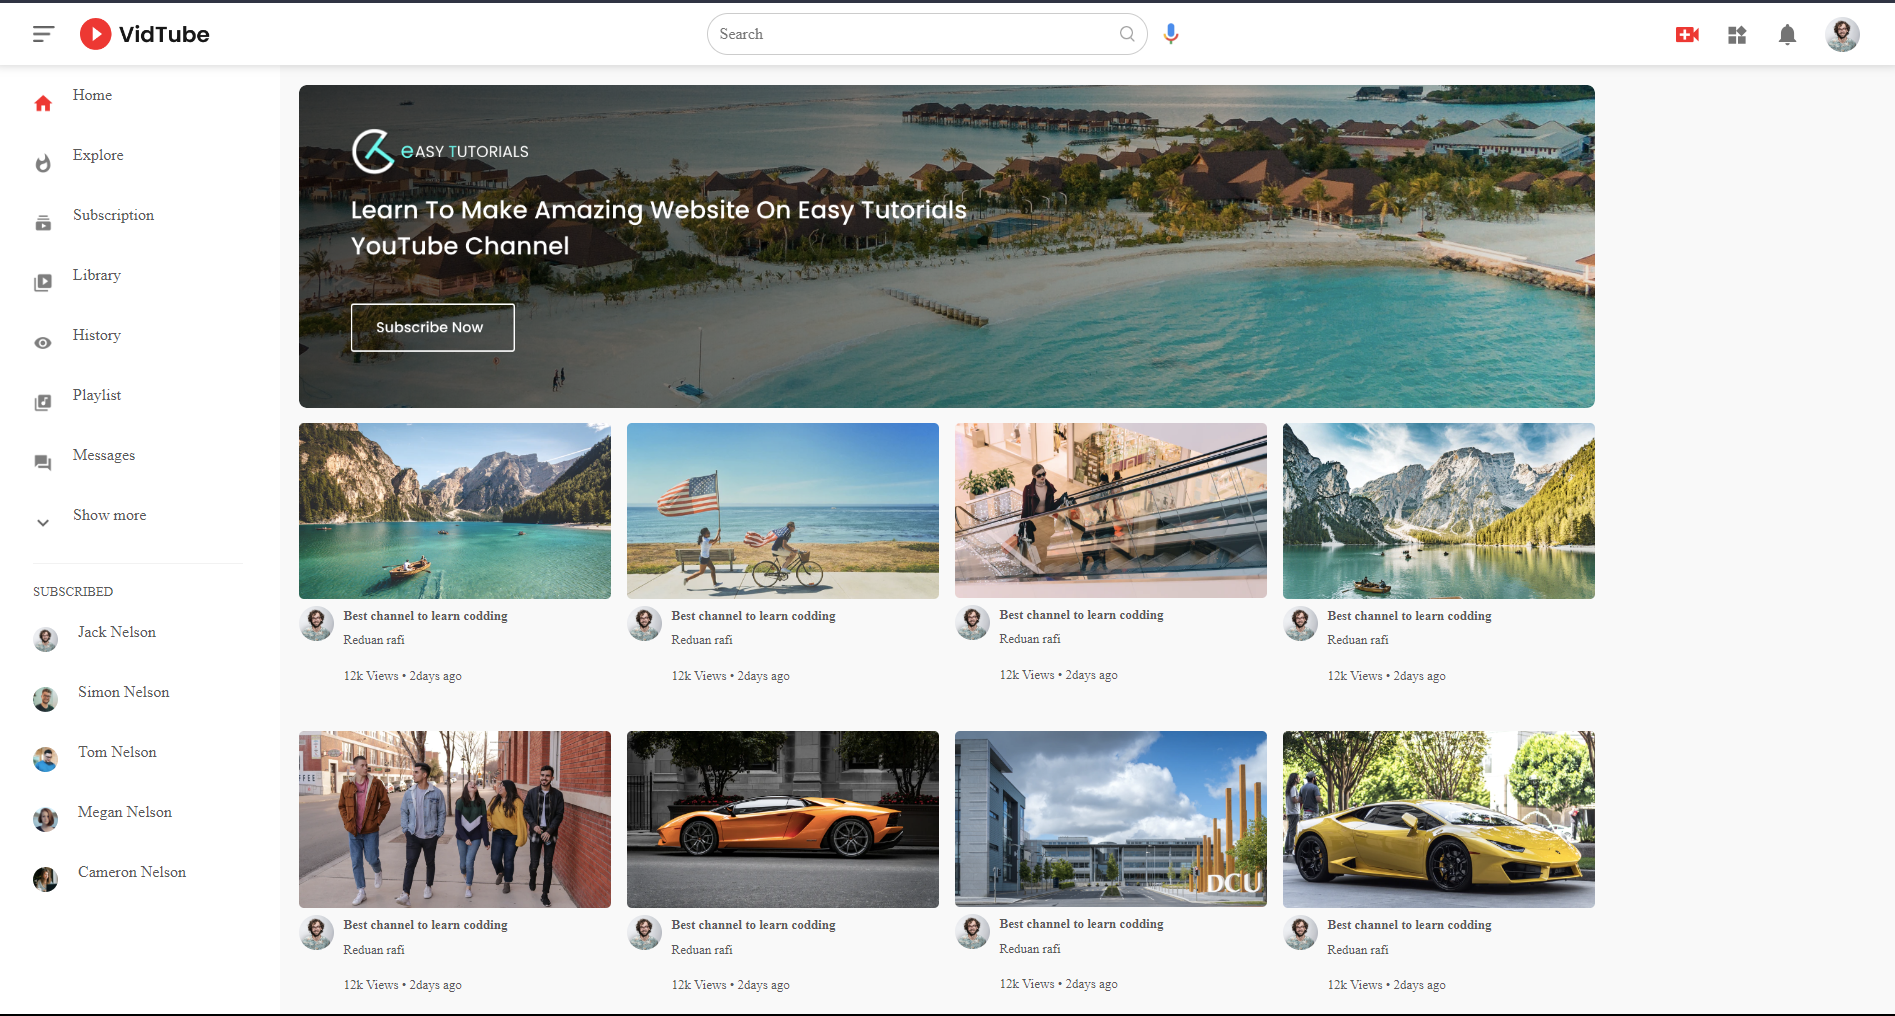 VidTube
Search
Home
Explore
Subscription
Library
History
Playlist
Messages
Show more
SUBSCRIBED
Jack Nelson
Simon Nelson
Tom Nelson
Megan Nelson
Cameron Nelson
eASY TUTORIALS
Learn To Make Amazing Website On Easy Tutorials
YouTube Channel
Subscribe Now
Best channel to learn codding
Reduan rafi
12k Views • 2days ago
Best channel to learn codding
Reduan rafi
12k Views • 2days ago
Best channel to learn codding
Reduan rafi
12k Views • 2days ago
Best channel to learn codding
Reduan rafi
12k Views • 2days ago
Best channel to learn codding
Reduan rafi
12k Views • 2days ago
Best channel to learn codding
Reduan rafi
12k Views • 2days ago
DCU
Best channel to learn codding
Reduan rafi
12k Views • 2days ago
Best channel to learn codding
Reduan rafi
12k Views • 2days ago